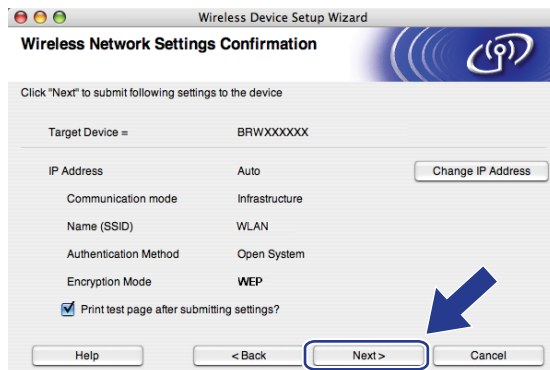 Wireless Device Setup Wizard
Wireless Network Settings Confirmation
Click "Next" to submit following settings to the device
Target Device = BRWXXXXXX
IP Address Auto Change IP Address
Communication mode Infrastructure
Name (SSID) WLAN
Authentication Method Open System
Encryption Mode WEP
Print test page after submitting settings?
Help < Back Next > Cancel